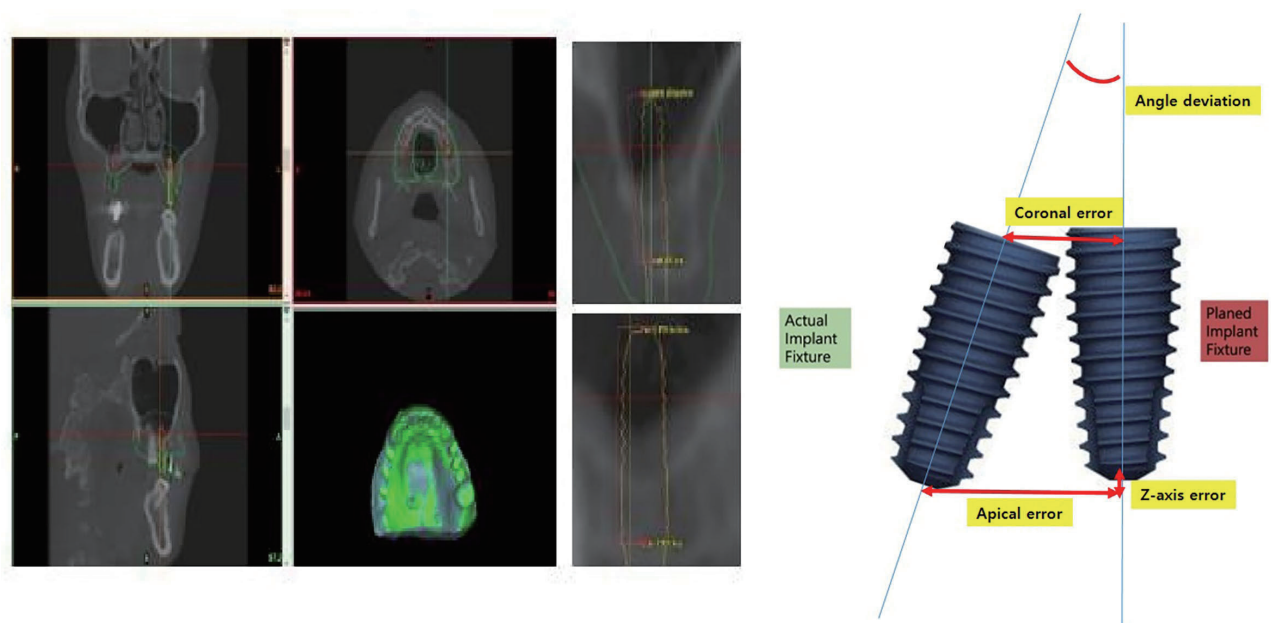 Angle deviation
Coronal error
Actual
Implant
Fixture
Planed
Implant
Fixture
Z-axis error
Apical error